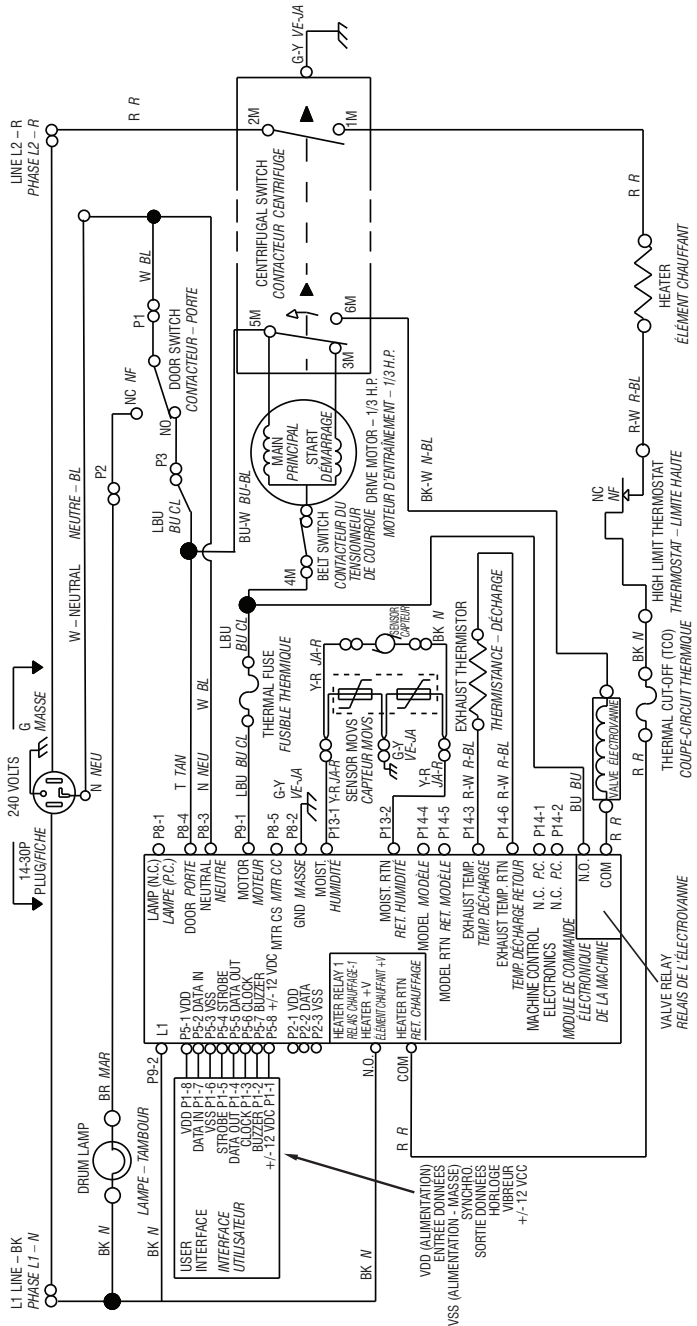 L1 LINE – BK
PHASE L1 – N
14-30P
PLUG/FICHE
240 VOLTS
G
MASSE
N NEU
LINE L2 – R
PHASE L2 – R
W – NEUTRAL
NEUTRE – BL
R R
DRUM LAMP
LAMPE – TAMBOUR
BK N
BR MAR
P2
NC NF
P1
W BL
DOOR SWITCH
CONTACTEUR – PORTE
NO
P3
LBU
BU CL
BU-W BU-BL
G-Y VE-JA
2M
1M
CENTRIFUGAL SWITCH
CONTACTEUR CENTRIFUGE
5M
6M
3M
MAIN
PRINCIPAL
START
DÉMARRAGE
DRIVE MOTOR – 1/3 H.P.
MOTEUR D'ENTRAÎNEMENT – 1/3 H.P.
BELT SWITCH
CONTACTEUR DU
TENSIONNEUR
DE COURROIE
4M
BK-W N-BL
LBU
BU CL
THERMAL FUSE
FUSIBLE THERMIQUE
T TAN
W BL
N NEU
LBU BU CL
G-Y
VE-JA
P8-1
P8-4
P8-3
P9-1
P8-5
P8-2
P13-1
P13-2
P14-4
P14-5
P14-3
P14-6
P14-1
P14-2
LAMP (N.C.)
LAMPE (P.C.)
DOOR PORTE
NEUTRAL
NEUTRE
MOTOR
MOTEUR
MTR CS MTR CC
GND MASSE
MOIST.
HUMIDITÉ
MOIST. RTN
RET. HUMIDITÉ
MODEL MODÈLE
MODEL RTN RET. MODÈLE
EXHAUST TEMP.
TEMP. DÉCHARGE
EXHAUST TEMP. RTN
TEMP. DÉCHARGE RETOUR
MACHINE CONTROL
ELECTRONICS
MODULE DE COMMANDE
ÉLECTRONIQUE
DE LA MACHINE
N.C. P.C.
N.C. P.C.
N.O.
COM
Y-R JA-R
Y-R JA-R
SENSOR
CAPTEUR
BK N
SENSOR MOVS
CAPTEUR MOVS
G-Y
VE-JA
Y-R
JA-R
EXHAUST THERMISTOR
THERMISTANCE – DÉCHARGE
R-W R-BL
R-W R-BL
BU BU
R R
VALVE ÉLECTROVANNE
VALVE RELAY
RELAIS DE L'ÉLECTROVANNE
L1
P9-2
BK N
P5-1 VDD
P5-2 DATA IN
P5-3 VSS
P5-4 STROBE
P5-5 DATA OUT
P5-6 CLOCK
P5-7 BUZZER
P5-8 +/- 12 VDC
P2-1 VDD
P2-2 DATA
P2-3 VSS
VDD P1-8
DATA IN P1-7
VSS P1-6
STROBE P1-5
DATA OUT P1-4
CLOCK P1-3
BUZZER P1-2
+/- 12 VDC P1-1
USER
INTERFACE
INTERFACE
UTILISATEUR
HEATER RELAY 1
RELAIS CHAUFFAGE-1
HEATER +V
ÉLÉMENT CHAUFFANT +V
HEATER RTN
RET. CHAUFFAGE
N.O.
COM
BK N
R R
VDD (ALIMENTATION)
ENTRÉE DONNÉES
VSS (ALIMENTATION - MASSE)
SYNCHRO.
SORTIE DONNÉES
HORLOGE
VIBREUR
+/- 12 VCC
THERMAL CUT-OFF (TCO)
COUPE-CIRCUIT THERMIQUE
BK N
HIGH LIMIT THERMOSTAT
THERMOSTAT – LIMITE HAUTE
NC
NF
R-W R-BL
HEATER
ÉLÉMENT CHAUFFANT
R R